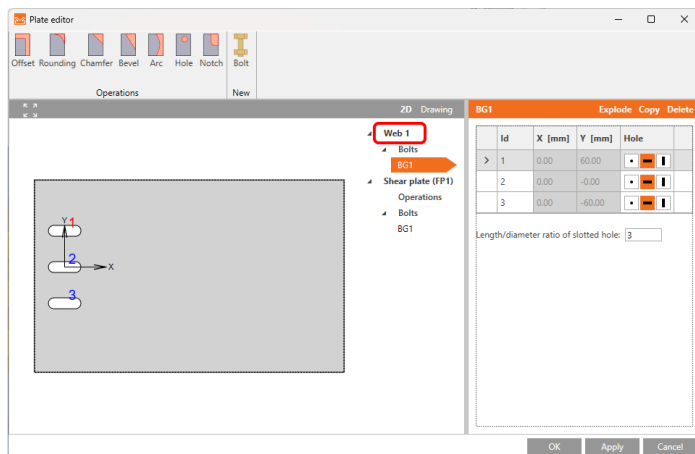 Plate editor
Offset Rounding Chamfer Bevel Arc Hole Notch Bolt
Operations New
2D Drawing
Web 1
Bolts
BG1
Shear plate (FP1)
Operations
Bolts
BG1
Y 1
2 X
3
BG1 Explode Copy Delete
Id X [mm] Y [mm] Hole
1 0.00 60.00
2 0.00 -0.00
3 0.00 -60.00
Length/diameter ratio of slotted hole: 3
OK Apply Cancel